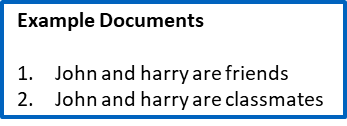 Example Documents
1. John and harry are friends
2. John and harry are classmates